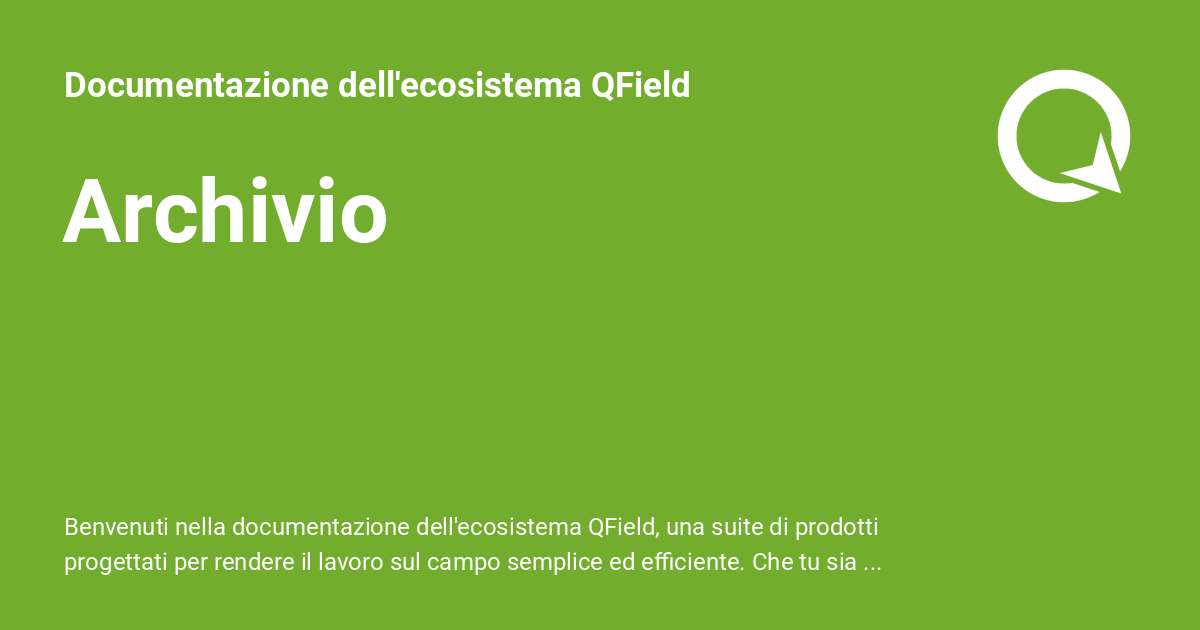 Documentazione dell'ecosistema QField
Archivio
Benvenuti nella documentazione dell'ecosistema QField, una suite di prodotti
progettati per rendere il lavoro sul campo semplice ed efficiente. Che tu sia ...